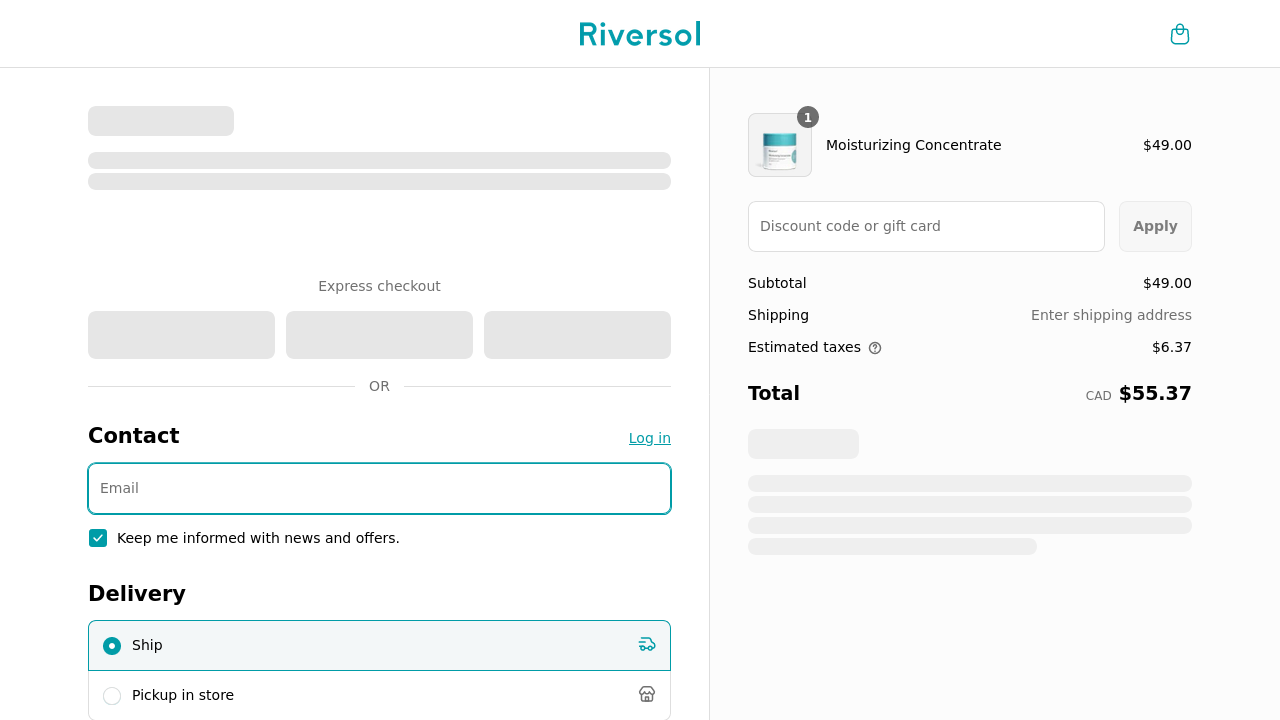 Riversol
Express checkout
OR
Contact
Log in
Email
Keep me informed with news and offers.
Delivery
Ship
Pickup in store
1
Moisturizing Concentrate
$49.00
Discount code or gift card
Apply
Subtotal
$49.00
Shipping
Enter shipping address
Estimated taxes
$6.37
Total
CAD $55.37